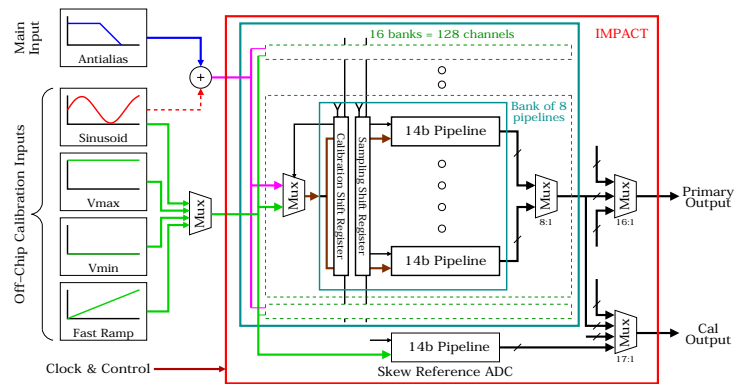 Main
Input
Antialias
+
16 banks = 128 channels
IMPACT
Off-Chip Calibration Inputs
Sinusoid
Vmax
Vmin
Fast Ramp
Mux
Mux
Calibration Shift Register
Sampling Shift Register
Bank of 8
pipelines
14b Pipeline
14b Pipeline
Mux
8:1
Mux
16:1
Primary
Output
14b Pipeline
Skew Reference ADC
Mux
17:1
Cal
Output
Clock & Control